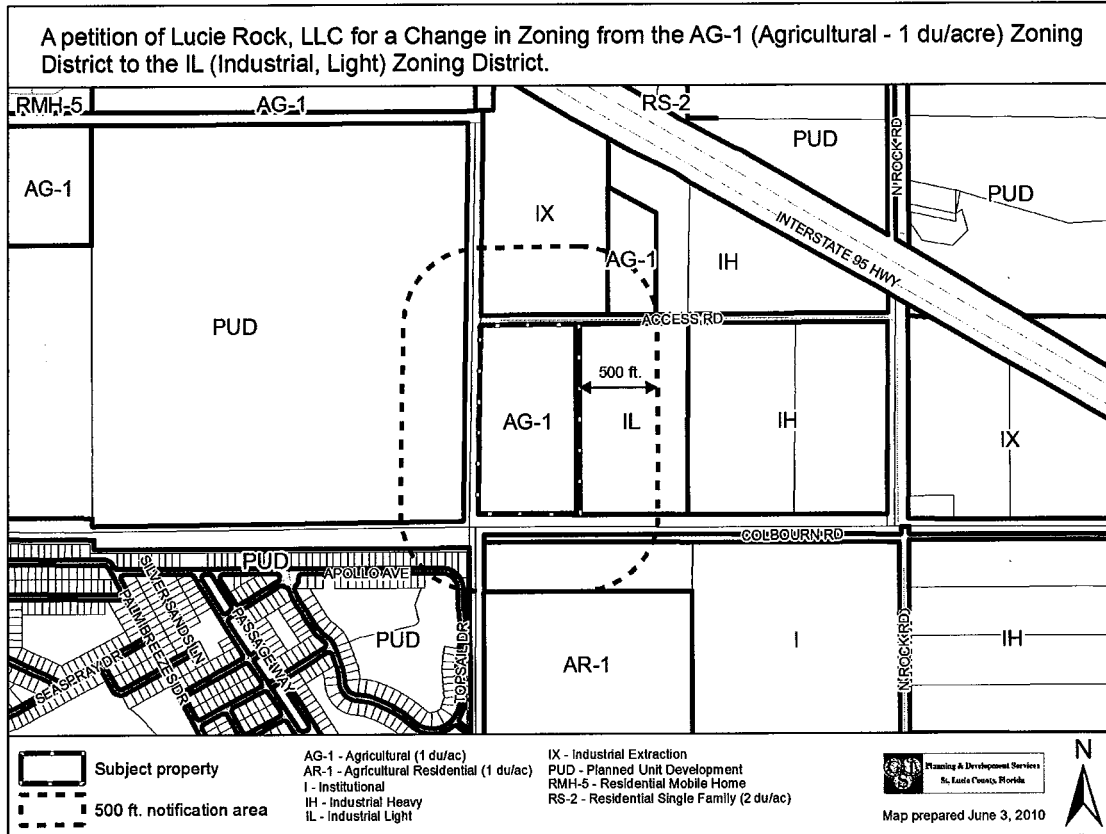 A petition of Lucie Rock, LLC for a Change in Zoning from the AG-1 (Agricultural - 1 du/acre) Zoning
District to the IL (Industrial, Light) Zoning District.
RMH-5
AG-1
RS-2
PUD
N ROCK RD
AG-1
PUD
IX
INTERSTATE 95 HWY
AG-1
IH
PUD
ACCESS RD
500 ft.
AG-1
IL
IH
IX
COLBOURN RD
PUD
APOLLO AVE
SILVER SANDS LN
PALM BREEZES DR
PASSAGEWAY
SEASPRAY DR
PUD
TOPSAIL DR
AR-1
I
N ROCK RD
IH
Subject property
500 ft. notification area
AG-1 - Agricultural (1 du/ac)
AR-1 - Agricultural Residential (1 du/ac)
I - Institutional
IH - Industrial Heavy
IL - Industrial Light
IX - Industrial Extraction
PUD - Planned Unit Development
RMH-5 - Residential Mobile Home
RS-2 - Residential Single Family (2 du/ac)
Planning & Development Services
St. Lucie County, Florida
Map prepared June 3, 2010
N